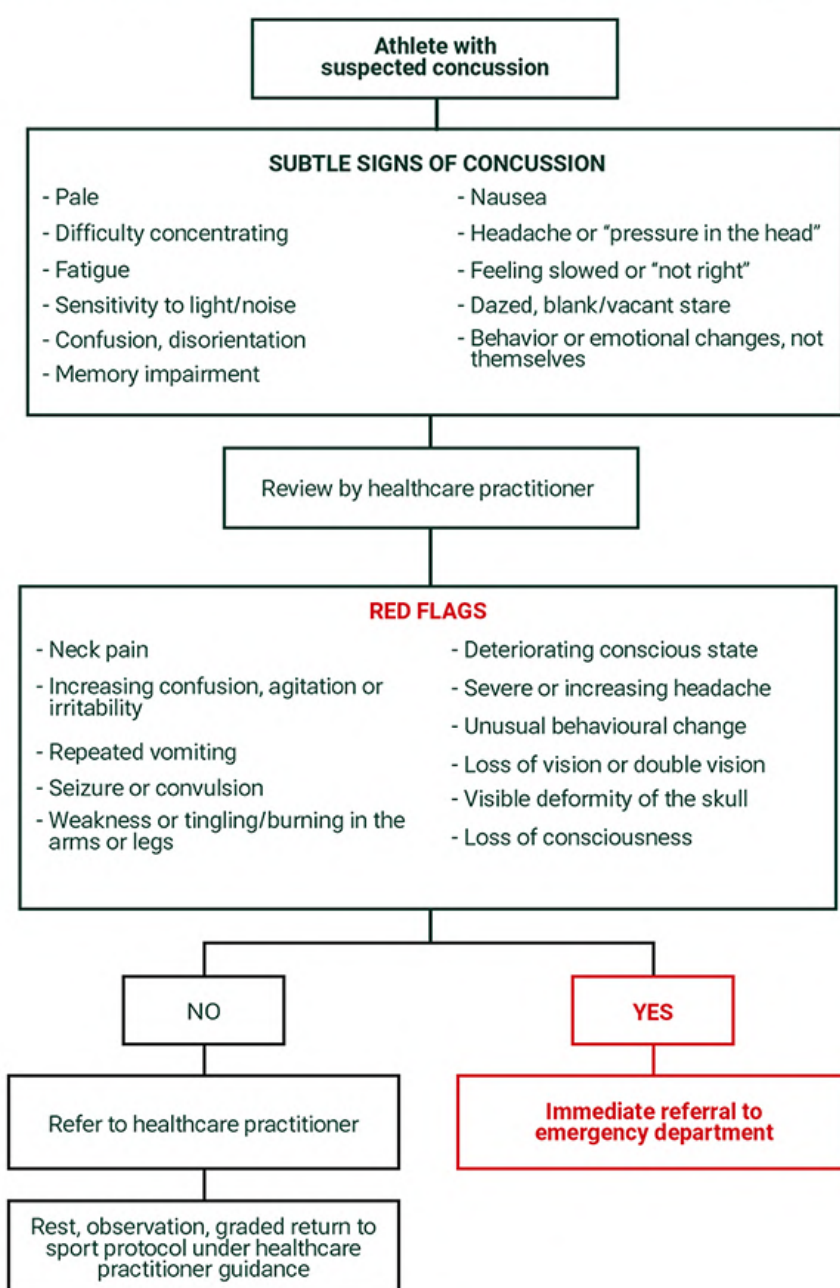 Athlete with
suspected concussion
SUBTLE SIGNS OF CONCUSSION
- Pale
- Difficulty concentrating
- Fatigue
- Sensitivity to light/noise
- Confusion, disorientation
- Memory impairment
- Nausea
- Headache or “pressure in the head”
- Feeling slowed or “not right”
- Dazed, blank/vacant stare
- Behavior or emotional changes, not
themselves
Review by healthcare practitioner
RED FLAGS
- Neck pain
- Increasing confusion, agitation or
irritability
- Repeated vomiting
- Seizure or convulsion
- Weakness or tingling/burning in the
arms or legs
- Deteriorating conscious state
- Severe or increasing headache
- Unusual behavioural change
- Loss of vision or double vision
- Visible deformity of the skull
- Loss of consciousness
NO
YES
Refer to healthcare practitioner
Immediate referral to
emergency department
Rest, observation, graded return to
sport protocol under healthcare
practitioner guidance